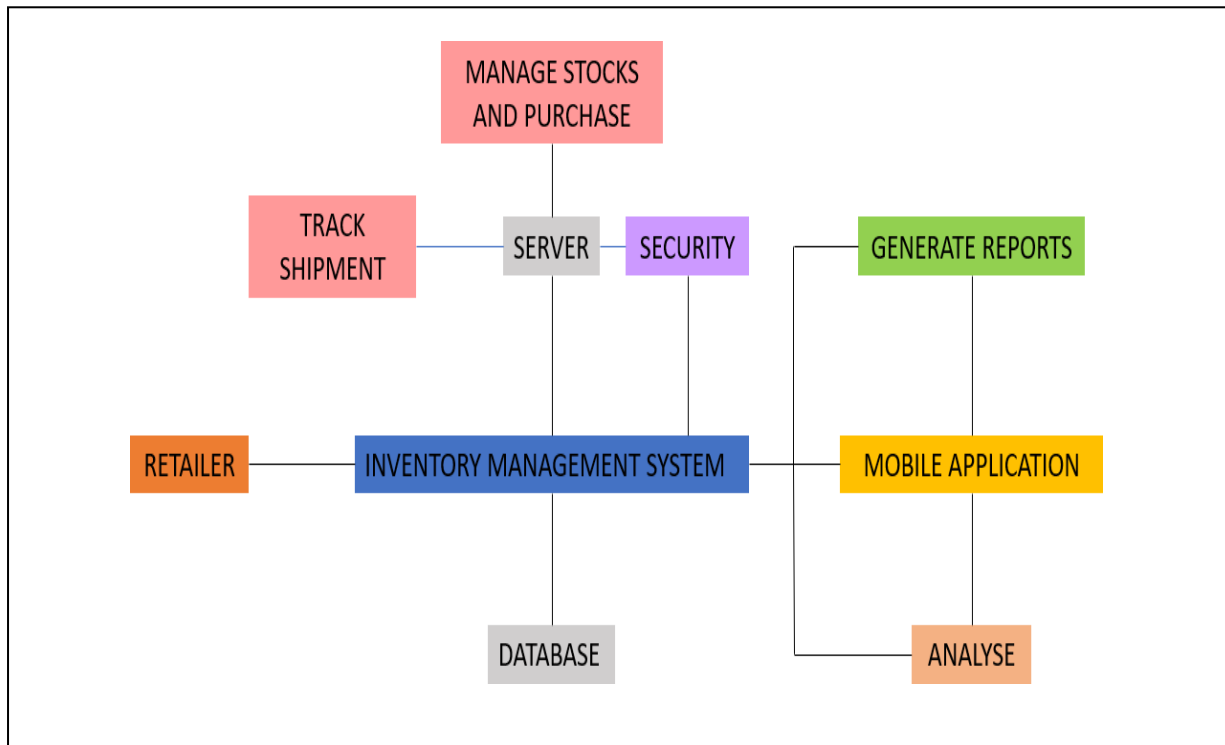 MANAGE STOCKS
AND PURCHASE
TRACK
SHIPMENT
SERVER
SECURITY
GENERATE REPORTS
RETAILER
INVENTORY MANAGEMENT SYSTEM
MOBILE APPLICATION
DATABASE
ANALYSE